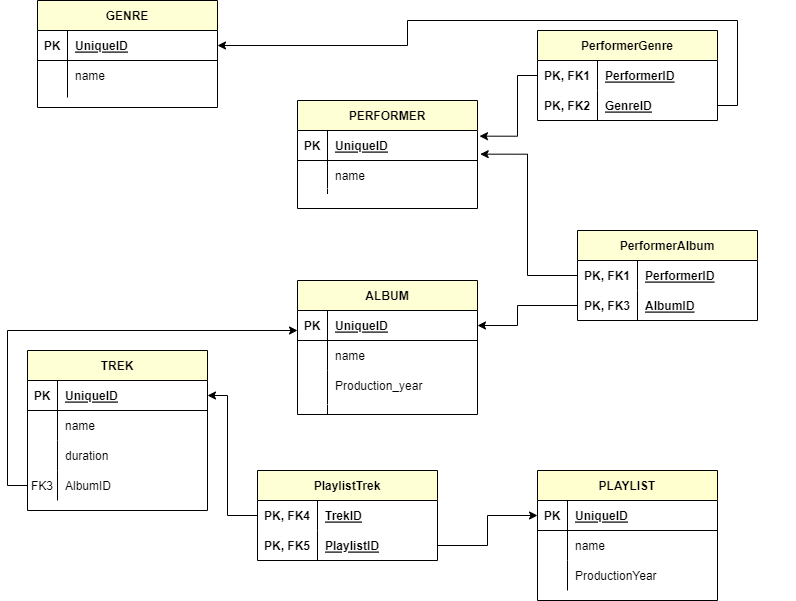 GENRE
PK UniqueID
name
PerformerGenre
PK, FK1 PerformerID
PK, FK2 GenreID
PERFORMER
PK UniqueID
name
PerformerAlbum
PK, FK1 PerformerID
PK, FK3 AlbumID
ALBUM
PK UniqueID
name
Production_year
TREK
PK UniqueID
name
duration
FK3 AlbumID
PlaylistTrek
PK, FK4 TrekID
PK, FK5 PlaylistID
PLAYLIST
PK UniqueID
name
ProductionYear